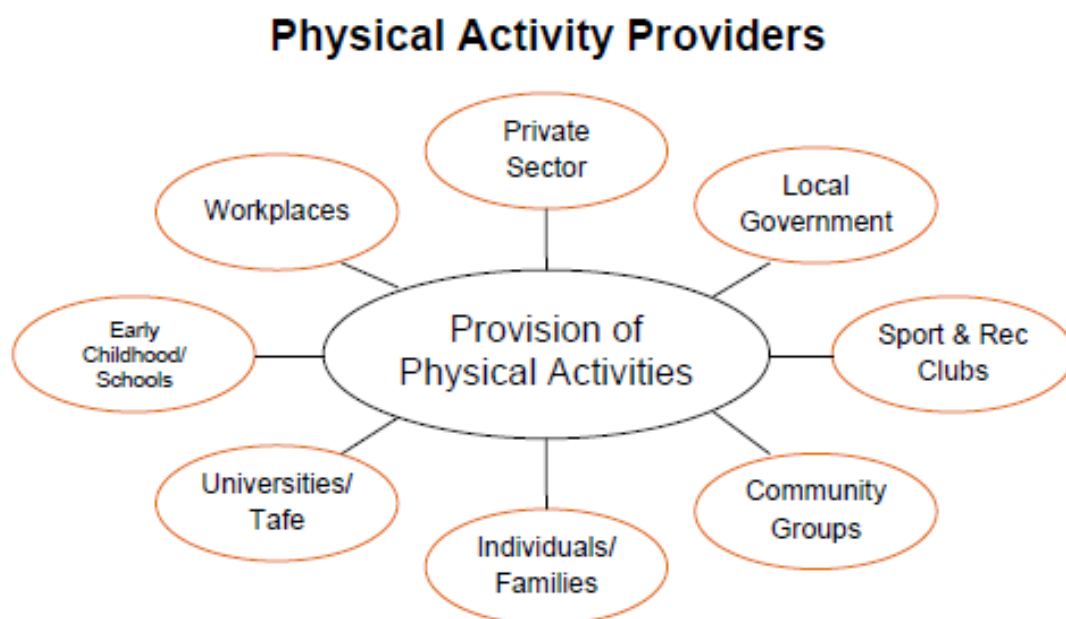 Physical Activity Providers
Private
Sector
Workplaces
Local
Government
Early
Childhood/
Schools
Provision of
Physical Activities
Sport & Rec
Clubs
Universities/
Tafe
Individuals/
Families
Community
Groups